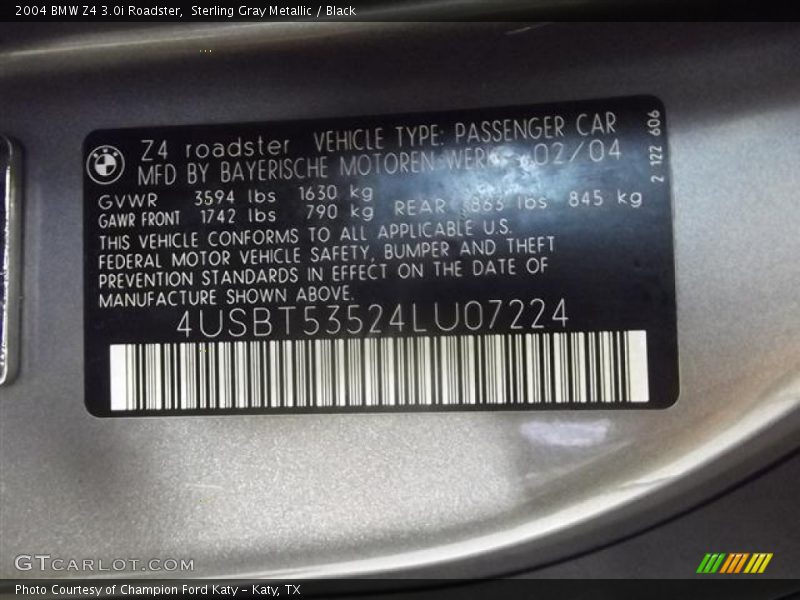 2004 BMW Z4 3.0i Roadster,  Sterling Gray Metallic / Black
Z4 roadster VEHICLE TYPE: PASSENGER CAR
MFD BY BAYERISCHE MOTOREN WERKE 02/04
2 122 606
GVWR 3594 lbs 1630 kg
GAWR FRONT 1742 lbs 790 kg REAR 1863 lbs 845 kg
THIS VEHICLE CONFORMS TO ALL APPLICABLE U.S.
FEDERAL MOTOR VEHICLE SAFETY, BUMPER AND THEFT
PREVENTION STANDARDS IN EFFECT ON THE DATE OF
MANUFACTURE SHOWN ABOVE.
4USBT53524LU07224
GTCARLOT.COM
Photo Courtesy of Champion Ford Katy - Katy, TX